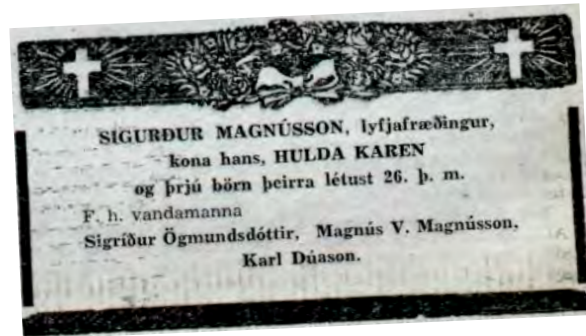 SIGURÐUR MAGNÚSSON, lyfjafræðingur,
kona hans, HULDA KAREN
og þrjú börn þeirra létust 26. þ. m.
F. h. vandamanna
Sigríður Ögmundsdóttir, Magnús V. Magnússon,
Karl Dúason.